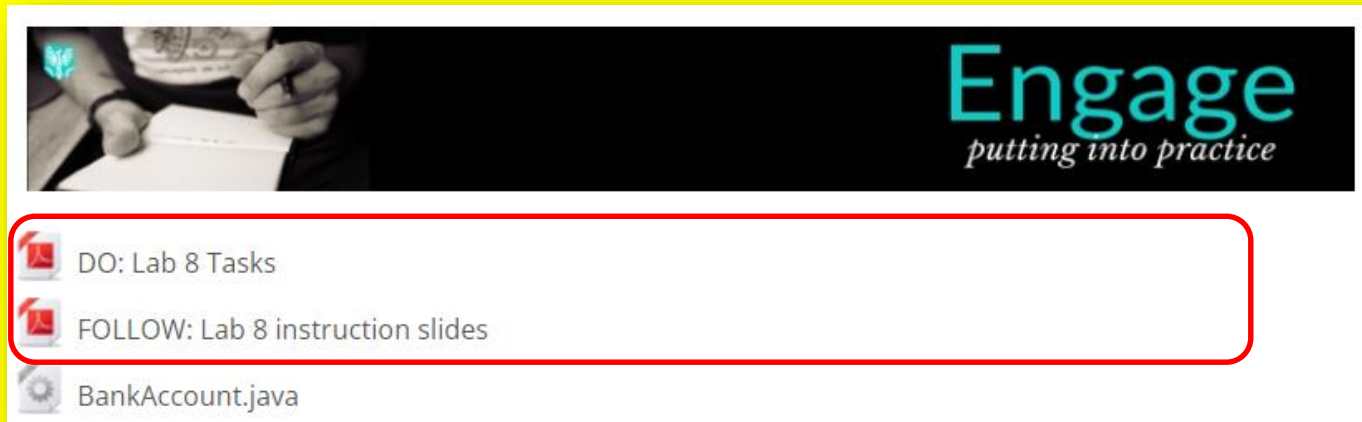 Engage
putting into practice
DO: Lab 8 Tasks
FOLLOW: Lab 8 instruction slides
BankAccount.java